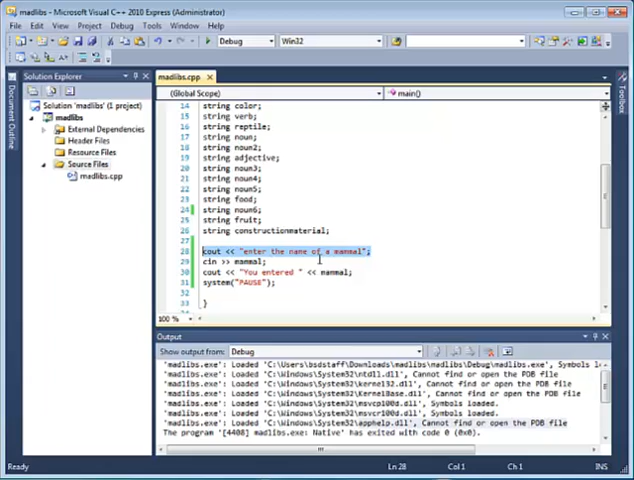 madlibs - Microsoft Visual C++ 2010 Express (Administrator)
File Edit View Project Debug Tools Window Help
Debug Win32
Solution Explorer
madlibs.cpp
(Global Scope) main()
Document Outline
Toolbox
Solution 'madlibs' (1 project)
madlibs
External Dependencies
Header Files
Resource Files
Source Files
madlibs.cpp
14 string color;
15 string verb;
16 string reptile;
17 string noun;
18 string noun2;
19 string adjective;
20 string noun3;
21 string noun4;
22 string noun5;
23 string food;
24 string noun6;
25 string fruit;
26 string constructionmaterial;
27
28 cout << "enter the name of a mammal";
29 cin >> mammal;
30 cout << "You entered " << mammal;
31 system("PAUSE");
32
33 }
100 %
Output
Show output from: Debug
'madlibs.exe': Loaded 'C:\Users\bsdstaff\Downloads\madlibs\madlibs\Debug\madlibs.exe', Symbols l
'madlibs.exe': Loaded 'C:\Windows\System32\ntdll.dll', Cannot find or open the PDB file
'madlibs.exe': Loaded 'C:\Windows\System32\kernel32.dll', Cannot find or open the PDB file
'madlibs.exe': Loaded 'C:\Windows\System32\KernelBase.dll', Cannot find or open the PDB file
'madlibs.exe': Loaded 'C:\Windows\System32\msvcp100d.dll', Symbols loaded.
'madlibs.exe': Loaded 'C:\Windows\System32\msvcr100d.dll', Symbols loaded.
'madlibs.exe': Loaded 'C:\Windows\System32\apphelp.dll', Cannot find or open the PDB file
The program '[4408] madlibs.exe: Native' has exited with code 0 (0x0).
Ready Ln 28 Col 1 Ch 1